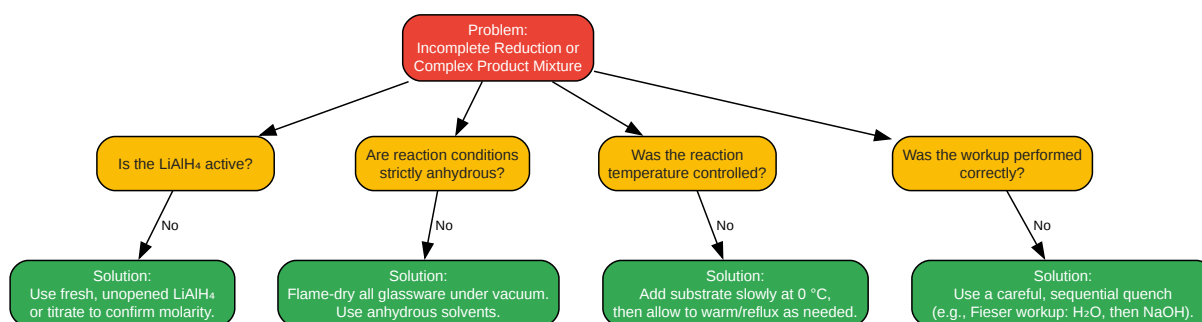 Problem:
Incomplete Reduction or
Complex Product Mixture
Is the LiAlH₄ active?
Are reaction conditions
strictly anhydrous?
Was the reaction
temperature controlled?
Was the workup performed
correctly?
No
No
No
No
Solution:
Use fresh, unopened LiAlH₄
or titrate to confirm molarity.
Solution:
Flame-dry all glassware under vacuum.
Use anhydrous solvents.
Solution:
Add substrate slowly at 0 °C,
then allow to warm/reflux as needed.
Solution:
Use a careful, sequential quench
(e.g., Fieser workup: H₂O, then NaOH).